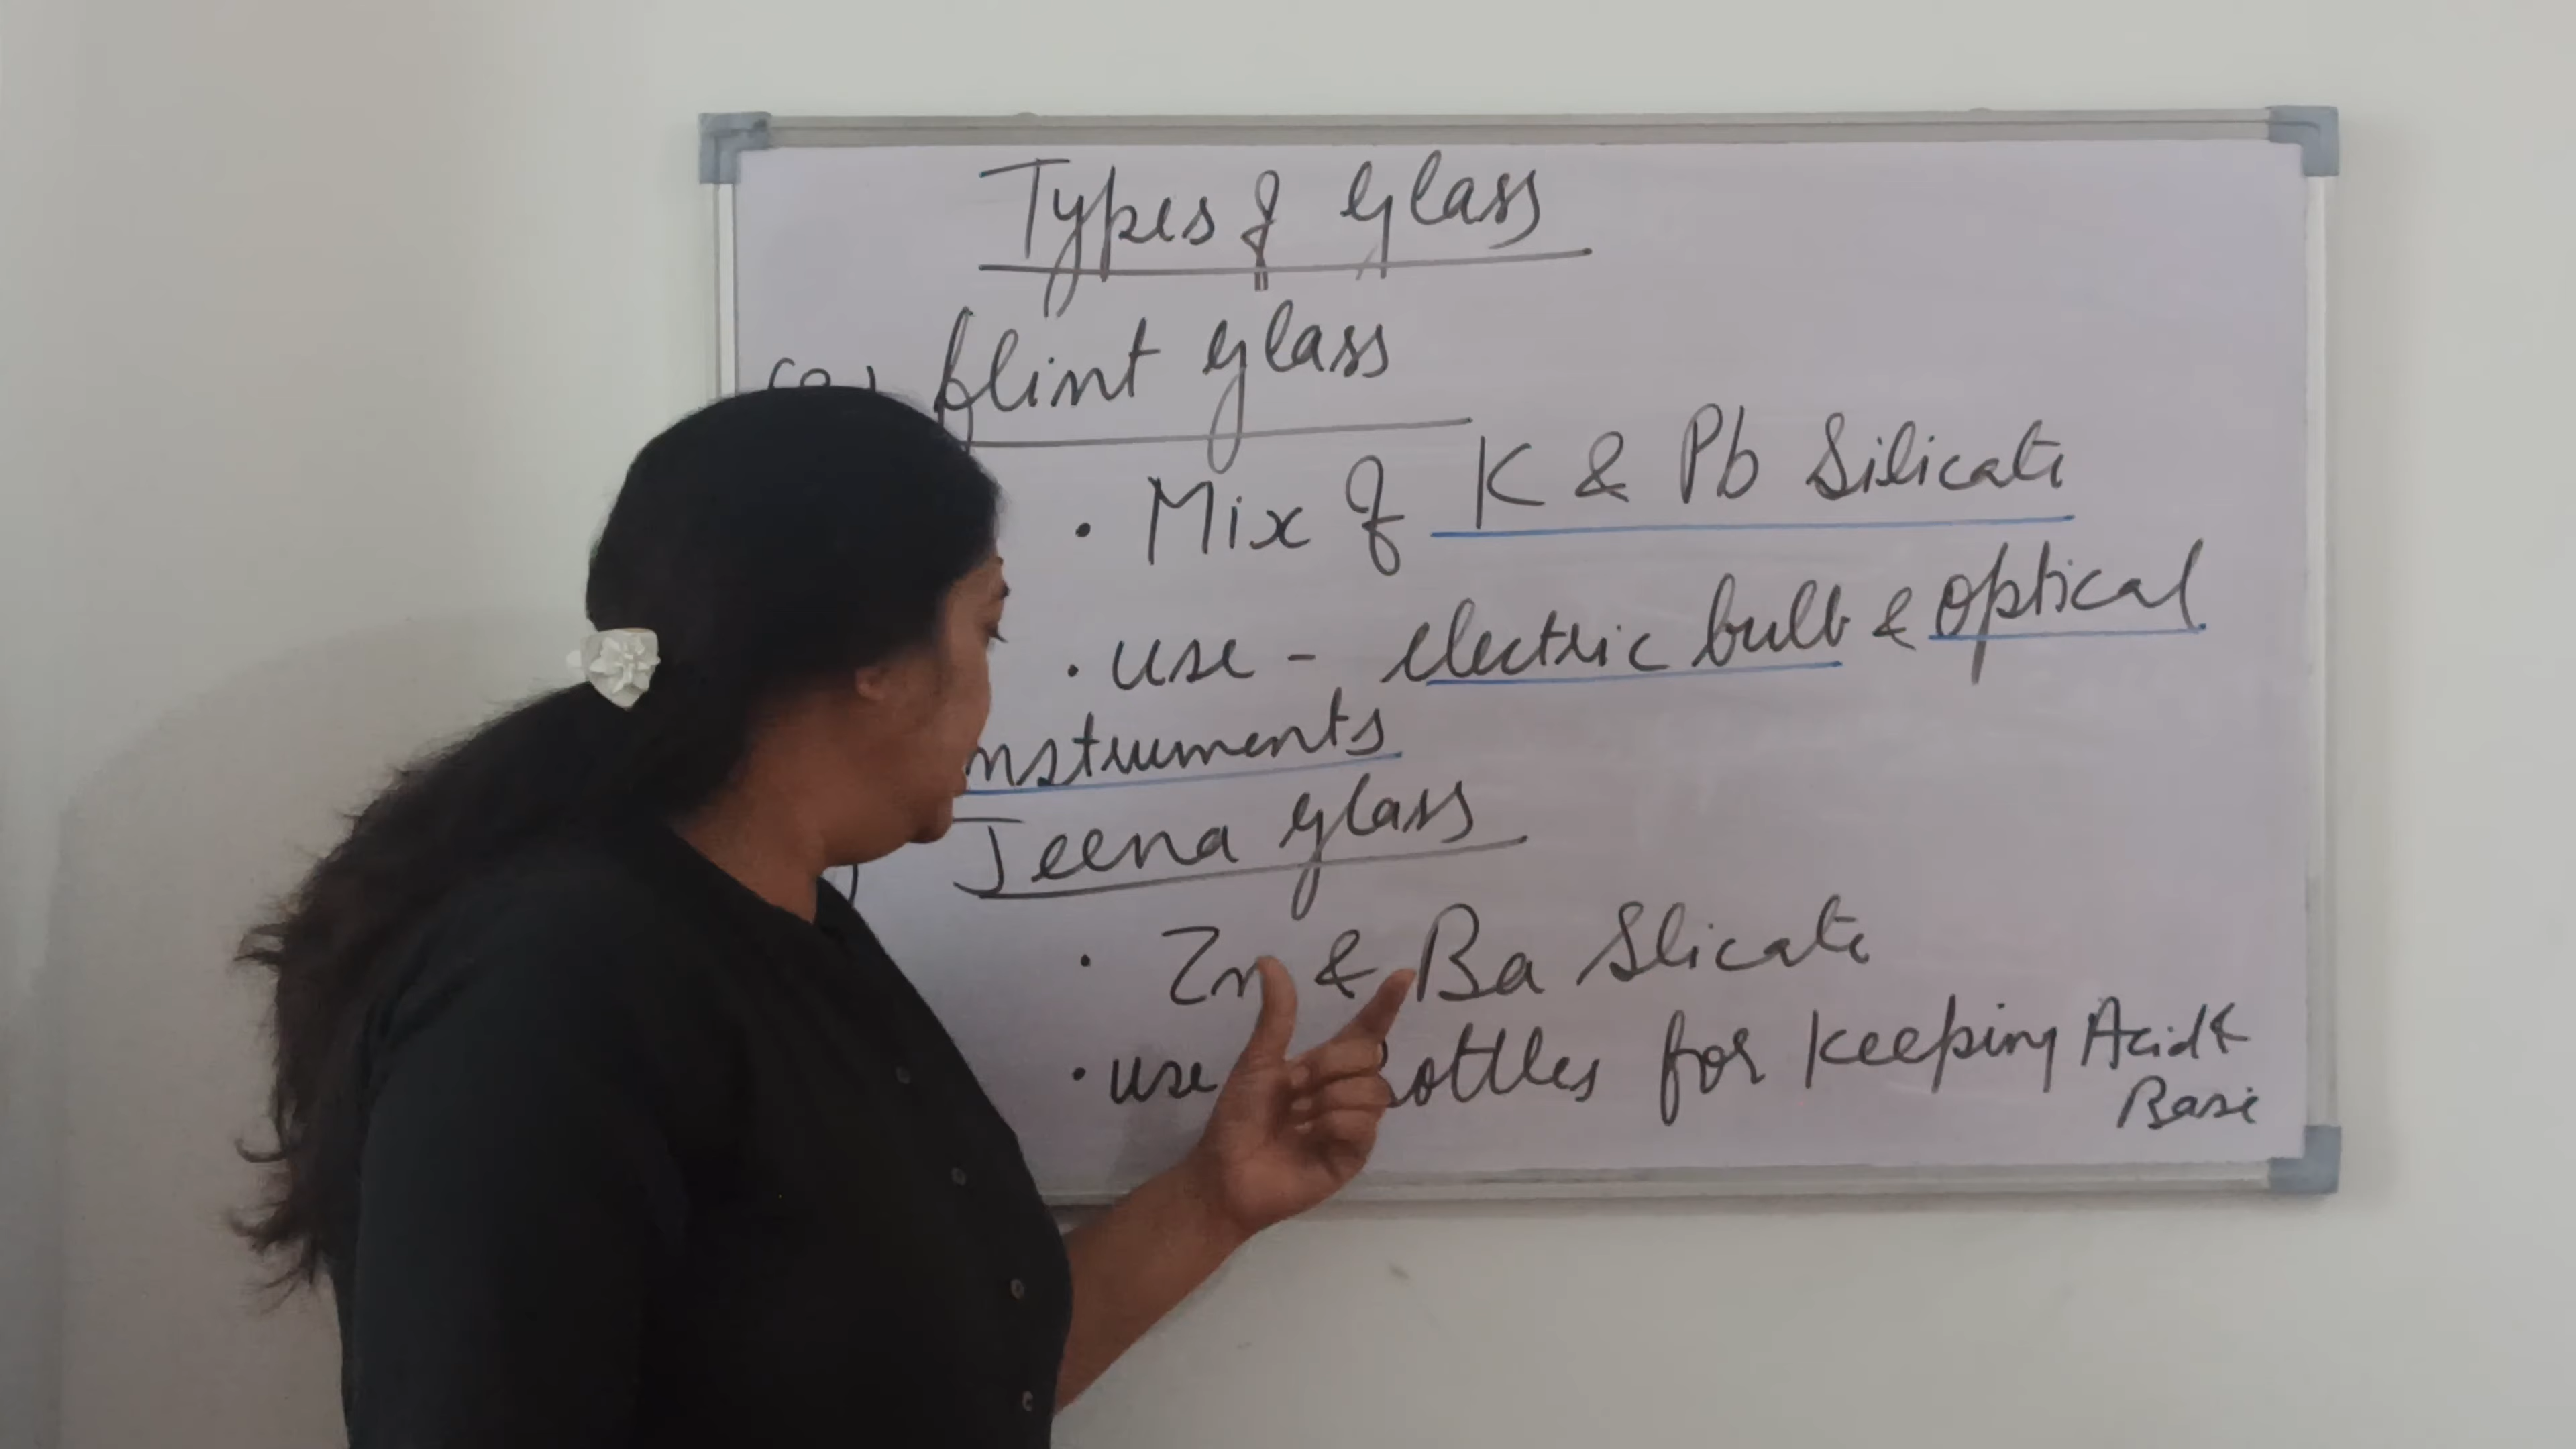 Types of Glass
flint glass
• Mix of K & Pb Silicate
• use - electric bulb & optical
nstruments
Jeena glass
• Zn & Ba Slicate
• use ottles for keeping Acid &
Base